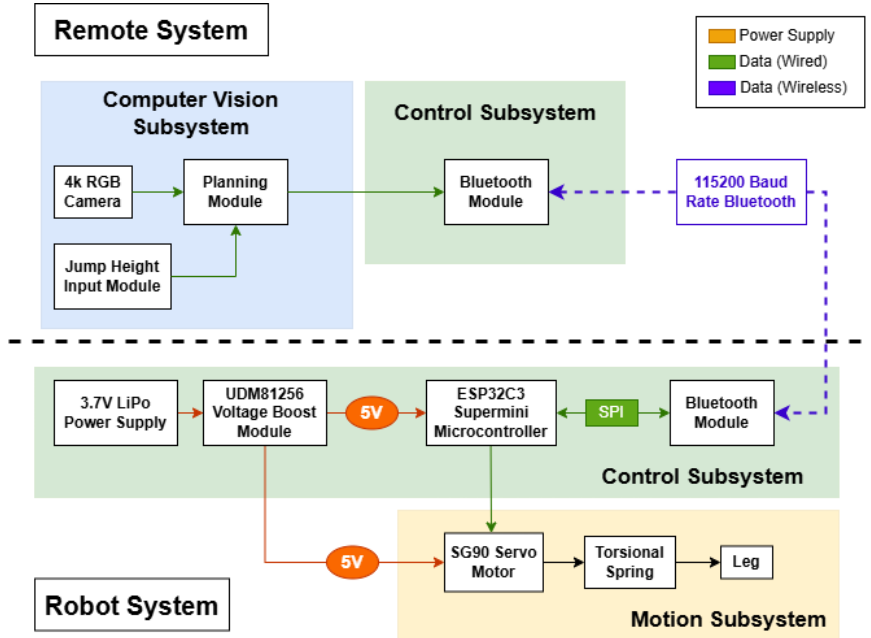 Remote System
Power Supply
Data (Wired)
Data (Wireless)
Computer Vision
Subsystem
Control Subsystem
4k RGB
Camera
Planning
Module
Bluetooth
Module
115200 Baud
Rate Bluetooth
Jump Height
Input Module
3.7V LiPo
Power Supply
UDM81256
Voltage Boost
Module
5V
ESP32C3
Supermini
Microcontroller
SPI
Bluetooth
Module
Control Subsystem
5V
SG90 Servo
Motor
Torsional
Spring
Leg
Robot System
Motion Subsystem